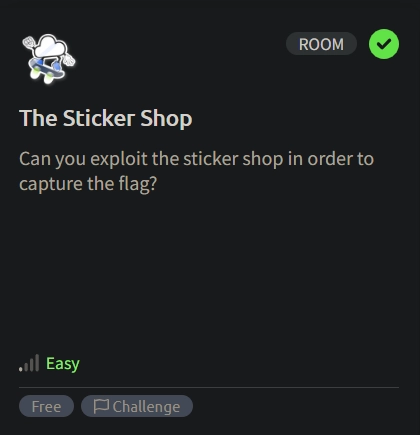 ROOM
The Sticker Shop
Can you exploit the sticker shop in order to
capture the flag?
Easy
Free
Challenge